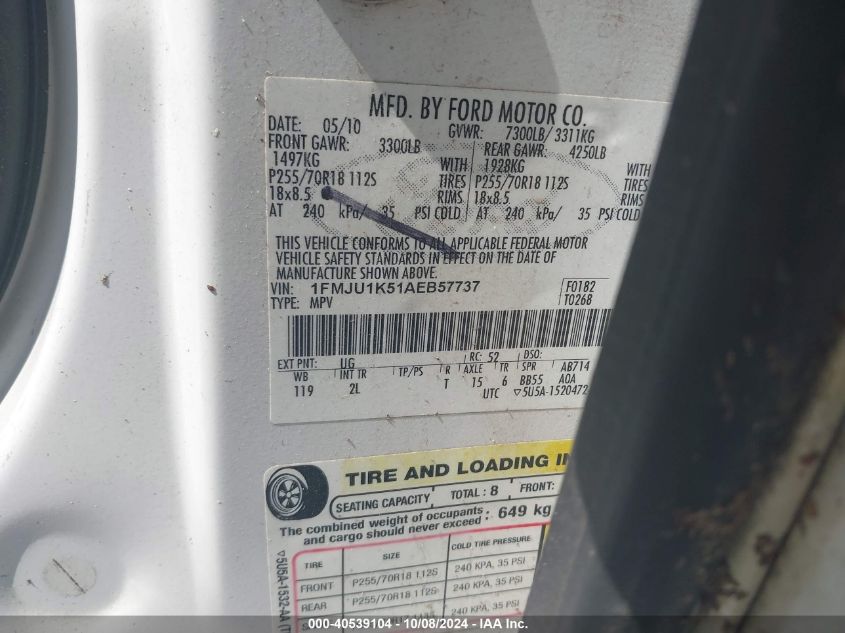 MFD. BY FORD MOTOR CO.
DATE: 05/10 GVWR: 7300LB/3311KG
FRONT GAWR: 3300LB REAR GAWR: 4250LB
1497KG WITH 1928KG WITH
P255/70R18 112S TIRES P255/70R18 112S TIRES
18x8.5 RIMS 18x8.5 RIMS
AT 240 kPa/ 35 PSI COLD AT 240 kPa/ 35 PSI COLD
THIS VEHICLE CONFORMS TO ALL APPLICABLE FEDERAL MOTOR
VEHICLE SAFETY STANDARDS IN EFFECT ON THE DATE OF
MANUFACTURE SHOWN ABOVE.
VIN: 1FMJU1K51AEB57737 F0182
TYPE: MPV T0268
EXT PNT: UG RC: 52 DSO:
WB INT TR TP/PS R AXLE TR SPR AB714
119 2L T 15 6 BB55 AQA
UTC ▽5U5A-1520472
TIRE AND LOADING
SEATING CAPACITY TOTAL : 8 FRONT:
The combined weight of occupants : 649 kg
and cargo should never exceed
TIRE SIZE COLD TIRE PRESSURE
FRONT P255/70R18 112S 240 KPA, 35 PSI
REAR P255/70R18 112S 240 KPA, 35 PSI
▽5U5A-1532-AA
000-40539104 - 10/08/2024 - IAA Inc.